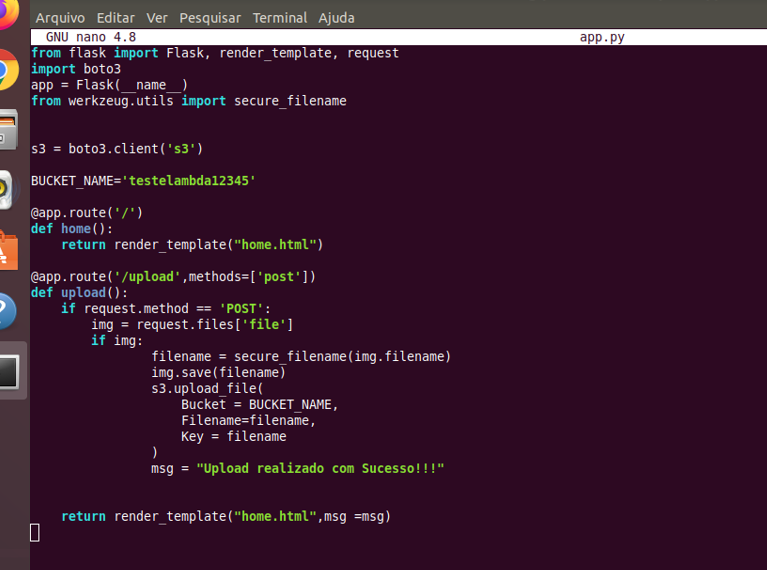 Arquivo Editar Ver Pesquisar Terminal Ajuda
GNU nano 4.8 app.py
from flask import Flask, render_template, request
import boto3
app = Flask(__name__)
from werkzeug.utils import secure_filename
s3 = boto3.client('s3')
BUCKET_NAME='testelambda12345'
@app.route('/')
def home():
    return render_template("home.html")
@app.route('/upload',methods=['post'])
def upload():
    if request.method == 'POST':
        img = request.files['file']
        if img:
                filename = secure_filename(img.filename)
                img.save(filename)
                s3.upload_file(
                    Bucket = BUCKET_NAME,
                    Filename=filename,
                    Key = filename
                )
                msg = "Upload realizado com Sucesso!!!"
    return render_template("home.html",msg =msg)